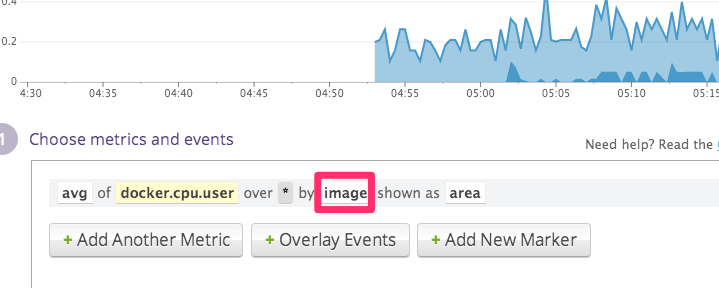 0.4
0.2
0
4:30 04:35 04:40 04:45 04:50 04:55 05:00 05:05 05:10 05:15
1 Choose metrics and events
Need help? Read the
avg of docker.cpu.user over * by image shown as area
+ Add Another Metric + Overlay Events + Add New Marker